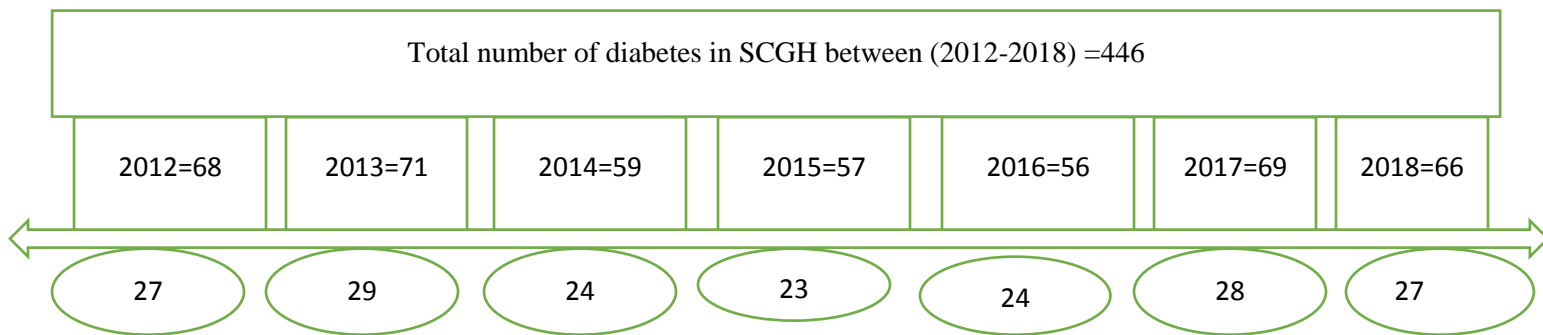 Total number of diabetes in SCGH between (2012-2018) =446
2012=68 2013=71 2014=59 2015=57 2016=56 2017=69 2018=66
27 29 24 23 24 28 27